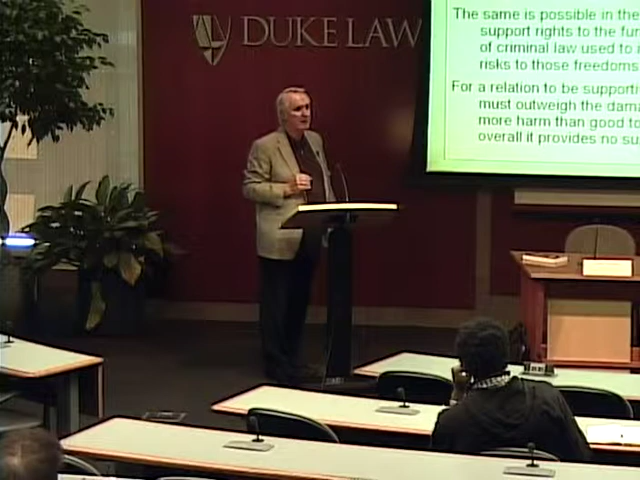 DUKE LAW
The same is possible in the
support rights to the fun
of criminal law used to
risks to those freedoms
For a relation to be supporti
must outweigh the dama
more harm than good to
overall it provides no su